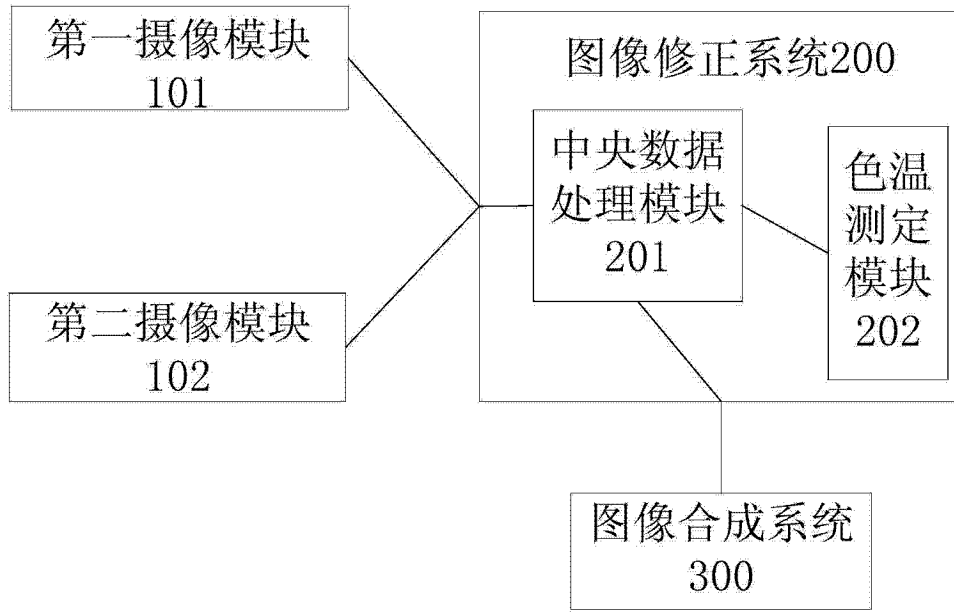 第一摄像模块
101
图像修正系统200
中央数据
处理模块
201
色温
测定
模块
202
第二摄像模块
102
图像合成系统
300